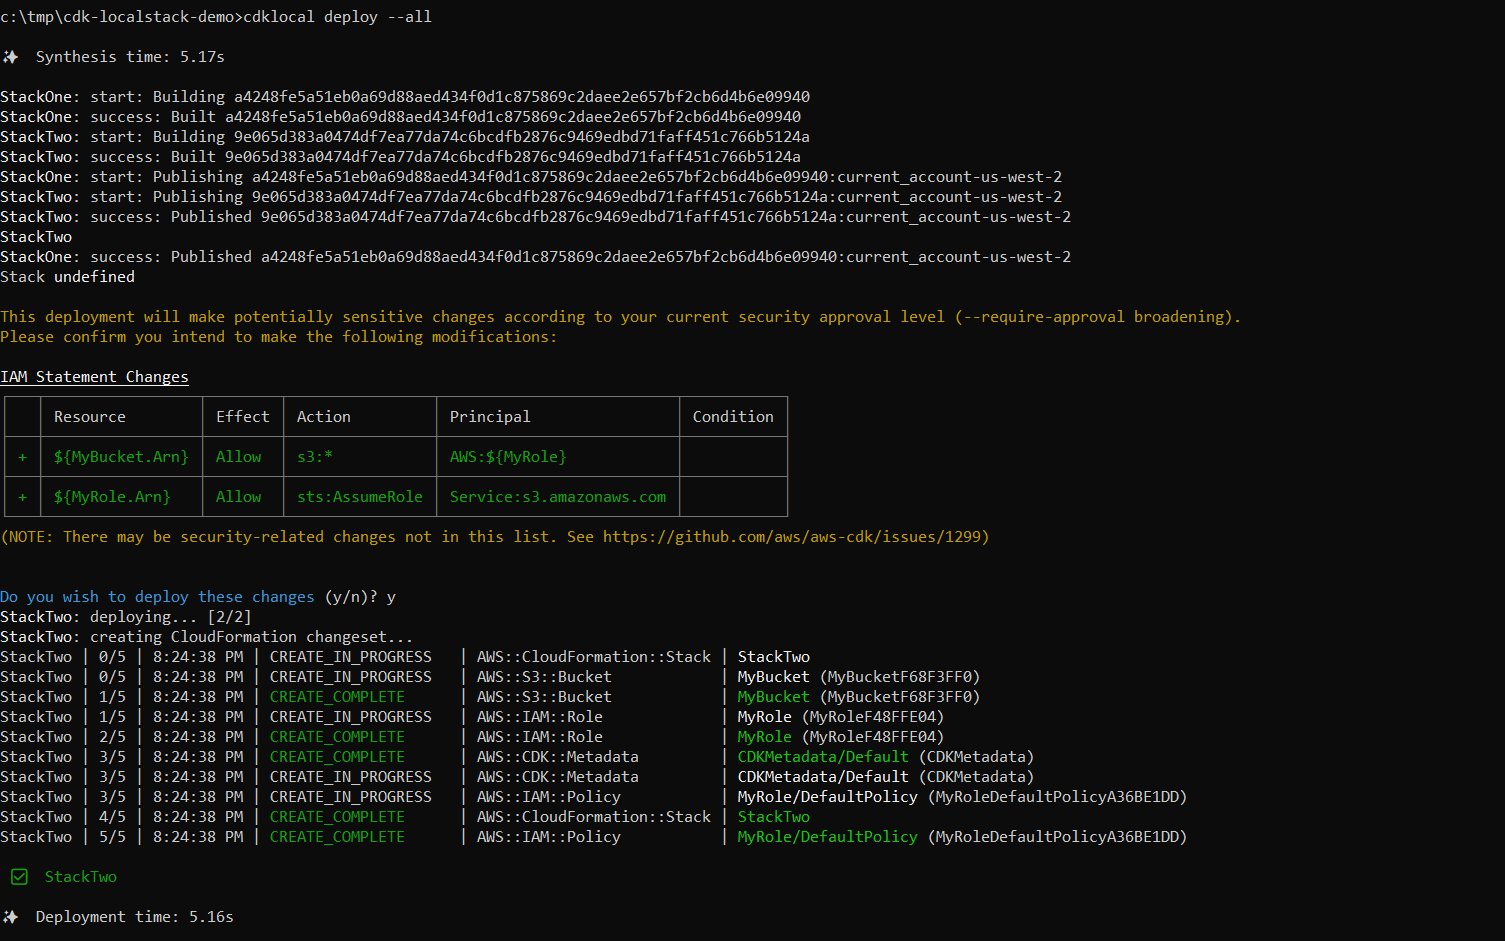 c:\tmp\cdk-localstack-demo>cdklocal deploy --all
✨  Synthesis time: 5.17s
StackOne: start: Building a4248fe5a51eb0a69d88aed434f0d1c875869c2daee2e657bf2cb6d4b6e09940
StackOne: success: Built a4248fe5a51eb0a69d88aed434f0d1c875869c2daee2e657bf2cb6d4b6e09940
StackTwo: start: Building 9e065d383a0474df7ea77da74c6bcdfb2876c9469edbd71faff451c766b5124a
StackTwo: success: Built 9e065d383a0474df7ea77da74c6bcdfb2876c9469edbd71faff451c766b5124a
StackOne: start: Publishing a4248fe5a51eb0a69d88aed434f0d1c875869c2daee2e657bf2cb6d4b6e09940:current_account-us-west-2
StackTwo: start: Publishing 9e065d383a0474df7ea77da74c6bcdfb2876c9469edbd71faff451c766b5124a:current_account-us-west-2
StackTwo: success: Published 9e065d383a0474df7ea77da74c6bcdfb2876c9469edbd71faff451c766b5124a:current_account-us-west-2
StackTwo
StackOne: success: Published a4248fe5a51eb0a69d88aed434f0d1c875869c2daee2e657bf2cb6d4b6e09940:current_account-us-west-2
Stack undefined
This deployment will make potentially sensitive changes according to your current security approval level (--require-approval broadening).
Please confirm you intend to make the following modifications:
IAM Statement Changes
Resource Effect Action Principal Condition
+ ${MyBucket.Arn} Allow s3:* AWS:${MyRole}
+ ${MyRole.Arn} Allow sts:AssumeRole Service:s3.amazonaws.com
(NOTE: There may be security-related changes not in this list. See https://github.com/aws/aws-cdk/issues/1299)
Do you wish to deploy these changes (y/n)? y
StackTwo: deploying... [2/2]
StackTwo: creating CloudFormation changeset...
StackTwo | 0/5 | 8:24:38 PM | CREATE_IN_PROGRESS   | AWS::CloudFormation::Stack | StackTwo
StackTwo | 0/5 | 8:24:38 PM | CREATE_IN_PROGRESS   | AWS::S3::Bucket            | MyBucket (MyBucketF68F3FF0)
StackTwo | 1/5 | 8:24:38 PM | CREATE_COMPLETE      | AWS::S3::Bucket            | MyBucket (MyBucketF68F3FF0)
StackTwo | 1/5 | 8:24:38 PM | CREATE_IN_PROGRESS   | AWS::IAM::Role             | MyRole (MyRoleF48FFE04)
StackTwo | 2/5 | 8:24:38 PM | CREATE_COMPLETE      | AWS::IAM::Role             | MyRole (MyRoleF48FFE04)
StackTwo | 3/5 | 8:24:38 PM | CREATE_COMPLETE      | AWS::CDK::Metadata         | CDKMetadata/Default (CDKMetadata)
StackTwo | 3/5 | 8:24:38 PM | CREATE_IN_PROGRESS   | AWS::CDK::Metadata         | CDKMetadata/Default (CDKMetadata)
StackTwo | 3/5 | 8:24:38 PM | CREATE_IN_PROGRESS   | AWS::IAM::Policy           | MyRole/DefaultPolicy (MyRoleDefaultPolicyA36BE1DD)
StackTwo | 4/5 | 8:24:38 PM | CREATE_COMPLETE      | AWS::CloudFormation::Stack | StackTwo
StackTwo | 5/5 | 8:24:38 PM | CREATE_COMPLETE      | AWS::IAM::Policy           | MyRole/DefaultPolicy (MyRoleDefaultPolicyA36BE1DD)
☑  StackTwo
✨  Deployment time: 5.16s